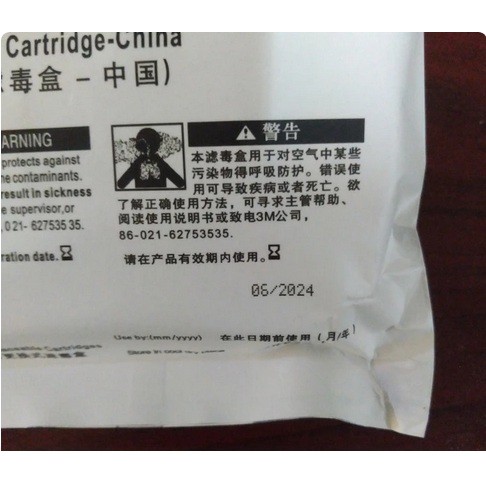 Cartridge-China
毒盒 – 中国)
ARNING
protects against
e contaminants.
result in sickness
e supervisor, or
021- 627535 35.
ration date.
警告
本滤毒盒用于对空气中某些
污染物得呼吸防护。错误使
用可导致疾病或者死亡。欲
了解正确使用方法，可寻求主管帮助、
阅读使用说明书或致电3M公司，
86-021-62753535.
请在产品有效期内使用。
06/2024
Use by:(mm/yyyy) 在此日期前使用 (月/年)
Cartridges